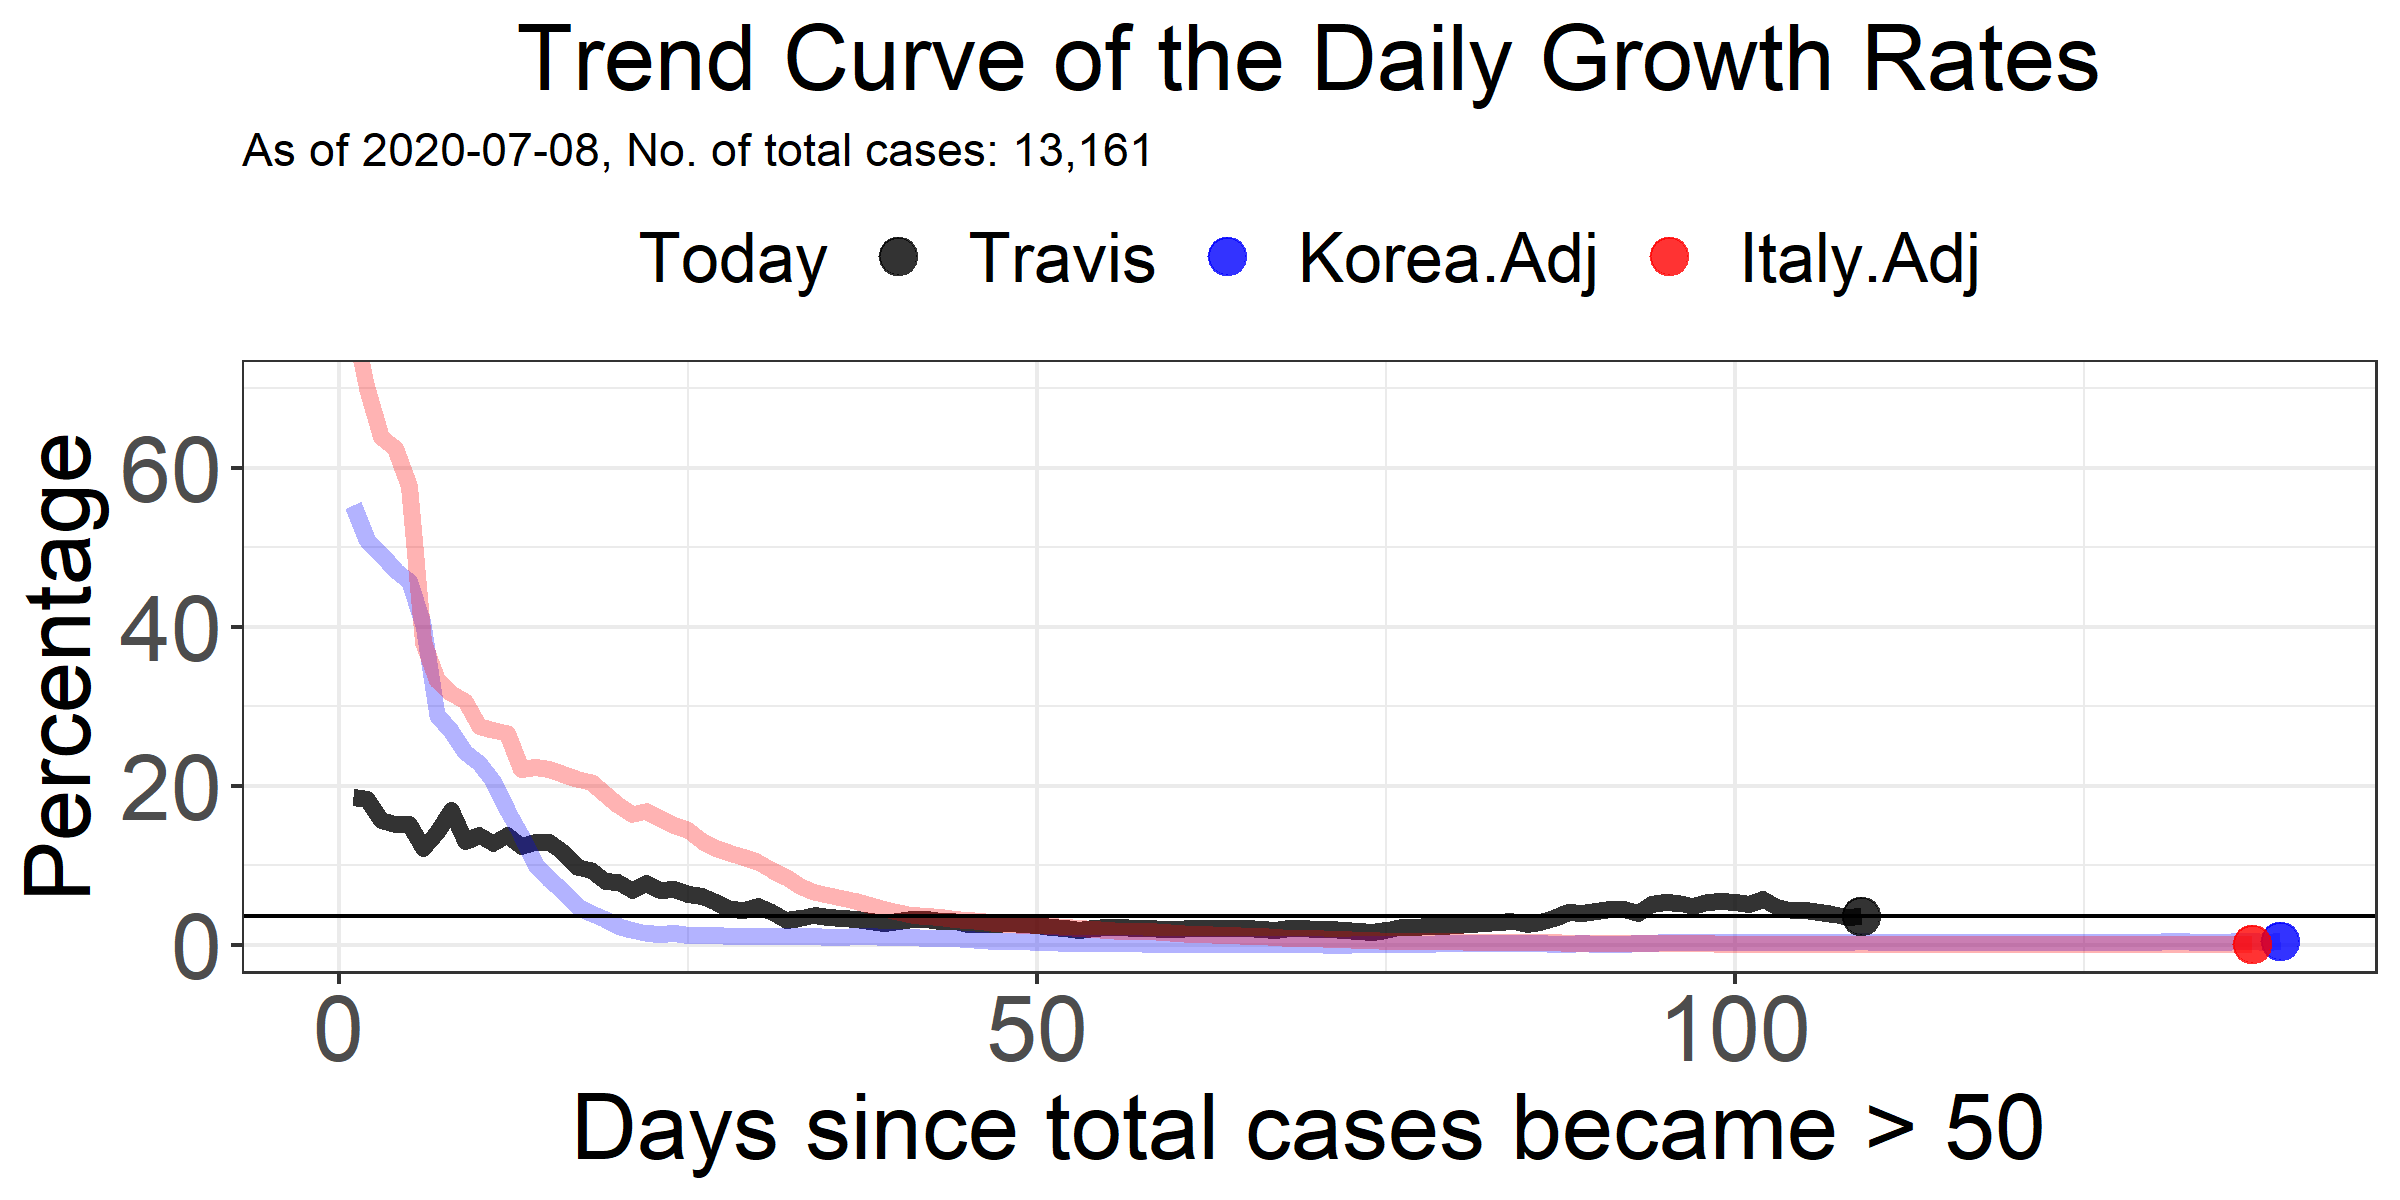 Trend Curve of the Daily Growth Rates
As of 2020-07-08, No. of total cases: 13,161
Today Travis Korea.Adj Italy.Adj
Percentage
60
40
20
0
0 50 100
Days since total cases became > 50